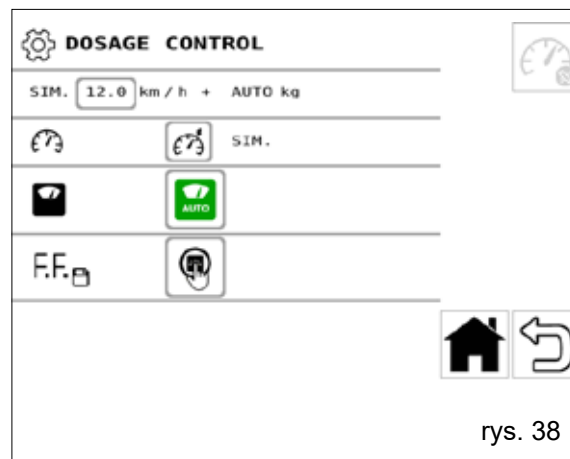 DOSAGE CONTROL
SIM. 12.0 km/h + AUTO kg
SIM.
AUTO
F.F.
rys. 38